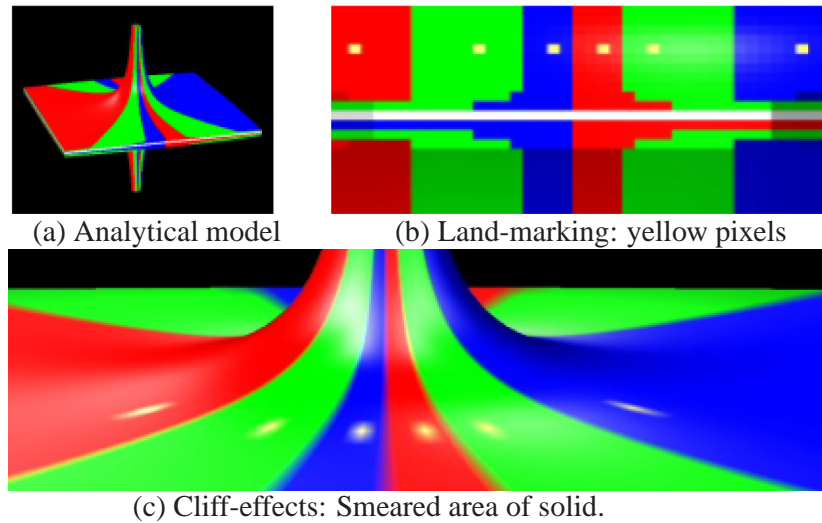 (a) Analytical model
(b) Land-marking: yellow pixels
(c) Cliff-effects: Smeared area of solid.